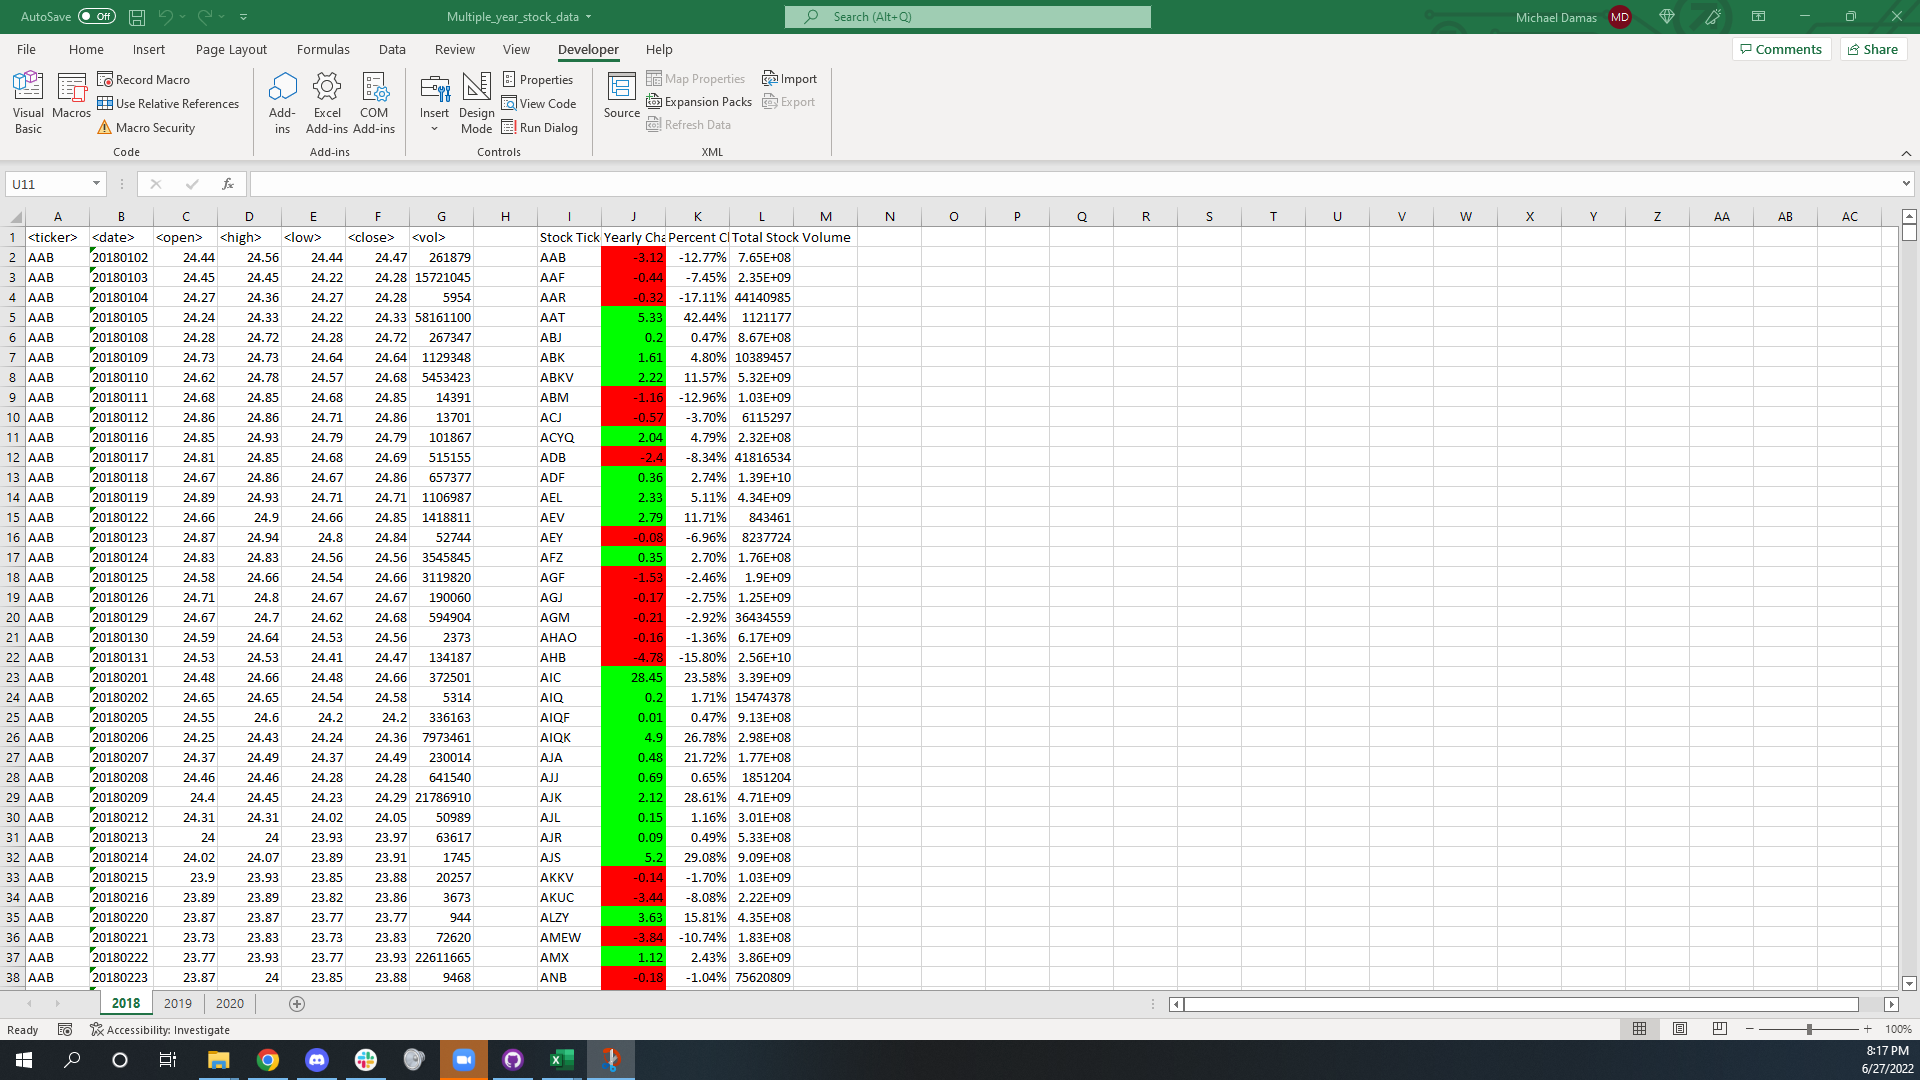 AutoSave Off Multiple_year_stock_data Search (Alt+Q) Michael Damas MD
File Home Insert Page Layout Formulas Data Review View Developer Help Comments Share
Visual Basic Macros Record Macro Use Relative References Macro Security Code
Add-ins Excel Add-ins COM Add-ins Add-ins
Insert Design Mode Properties View Code Run Dialog Controls
Source Map Properties Expansion Packs Refresh Data Import Export XML
U11 fx
A B C D E F G H I J K L M N O P Q R S T U V W X Y Z AA AB AC
1 <ticker> <date> <open> <high> <low> <close> <vol> Stock Tick Yearly Cha Percent Cl Total Stock Volume
2 AAB 20180102 24.44 24.56 24.44 24.47 261879 AAB -3.12 -12.77% 7.65E+08
3 AAB 20180103 24.45 24.45 24.22 24.28 15721045 AAF -0.44 -7.45% 2.35E+09
4 AAB 20180104 24.27 24.36 24.27 24.28 5954 AAR -0.32 -17.11% 44140985
5 AAB 20180105 24.24 24.33 24.22 24.33 58161100 AAT 5.33 42.44% 1121177
6 AAB 20180108 24.28 24.72 24.28 24.72 267347 ABJ 0.2 0.47% 8.67E+08
7 AAB 20180109 24.73 24.73 24.64 24.64 1129348 ABK 1.61 4.80% 10389457
8 AAB 20180110 24.62 24.78 24.57 24.68 5453423 ABKV 2.22 11.57% 5.32E+09
9 AAB 20180111 24.68 24.85 24.68 24.85 14391 ABM -1.16 -12.96% 1.03E+09
10 AAB 20180112 24.86 24.86 24.71 24.86 13701 ACJ -0.57 -3.70% 6115297
11 AAB 20180116 24.85 24.93 24.79 24.79 101867 ACYQ 2.04 4.79% 2.32E+08
12 AAB 20180117 24.81 24.85 24.68 24.69 515155 ADB -2.4 -8.34% 41816534
13 AAB 20180118 24.67 24.86 24.67 24.86 657377 ADF 0.36 2.74% 1.39E+10
14 AAB 20180119 24.89 24.93 24.71 24.71 1106987 AEL 2.33 5.11% 4.34E+09
15 AAB 20180122 24.66 24.9 24.66 24.85 1418811 AEV 2.79 11.71% 843461
16 AAB 20180123 24.87 24.94 24.8 24.84 52744 AEY -0.08 -6.96% 8237724
17 AAB 20180124 24.83 24.83 24.56 24.56 3545845 AFZ 0.35 2.70% 1.76E+08
18 AAB 20180125 24.58 24.66 24.54 24.66 3119820 AGF -1.53 -2.46% 1.9E+09
19 AAB 20180126 24.71 24.8 24.67 24.67 190060 AGJ -0.17 -2.75% 1.25E+09
20 AAB 20180129 24.67 24.7 24.62 24.68 594904 AGM -0.21 -2.92% 36434559
21 AAB 20180130 24.59 24.64 24.53 24.56 2373 AHAO -0.16 -1.36% 6.17E+09
22 AAB 20180131 24.53 24.53 24.41 24.47 134187 AHB -4.78 -15.80% 2.56E+10
23 AAB 20180201 24.48 24.66 24.48 24.66 372501 AIC 28.45 23.58% 3.39E+09
24 AAB 20180202 24.65 24.65 24.54 24.58 5314 AIQ 0.2 1.71% 15474378
25 AAB 20180205 24.55 24.6 24.2 24.2 336163 AIQF 0.01 0.47% 9.13E+08
26 AAB 20180206 24.25 24.43 24.24 24.36 7973461 AIQK 4.9 26.78% 2.98E+08
27 AAB 20180207 24.37 24.49 24.37 24.49 230014 AJA 0.48 21.72% 1.77E+08
28 AAB 20180208 24.46 24.46 24.28 24.28 641540 AJJ 0.69 0.65% 1851204
29 AAB 20180209 24.4 24.45 24.23 24.29 21786910 AJK 2.12 28.61% 4.71E+09
30 AAB 20180212 24.31 24.31 24.02 24.05 50989 AJL 0.15 1.16% 3.01E+08
31 AAB 20180213 24 24 23.93 23.97 63617 AJR 0.09 0.49% 5.33E+08
32 AAB 20180214 24.02 24.07 23.89 23.91 1745 AJS 5.2 29.08% 9.09E+08
33 AAB 20180215 23.9 23.93 23.85 23.88 20257 AKKV -0.14 -1.70% 1.03E+09
34 AAB 20180216 23.89 23.89 23.82 23.86 3673 AKUC -3.44 -8.08% 2.22E+09
35 AAB 20180220 23.87 23.87 23.77 23.77 944 ALZY 3.63 15.81% 4.35E+08
36 AAB 20180221 23.73 23.83 23.73 23.83 72620 AMEW -3.84 -10.74% 1.83E+08
37 AAB 20180222 23.77 23.93 23.77 23.93 22611665 AMX 1.12 2.43% 3.86E+09
38 AAB 20180223 23.87 24 23.85 23.88 9468 ANB -0.18 -1.04% 75620809
2018 2019 2020
Ready Accessibility: Investigate 100%
8:17 PM
6/27/2022